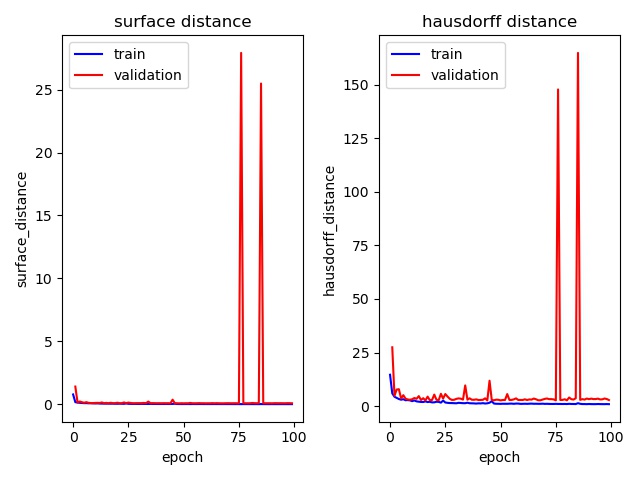 surface distance
train
validation
25
20
15
10
5
0
surface_distance
0
25
50
75
100
epoch
hausdorff distance
train
validation
150
125
100
75
50
25
0
hausdorff_distance
0
25
50
75
100
epoch